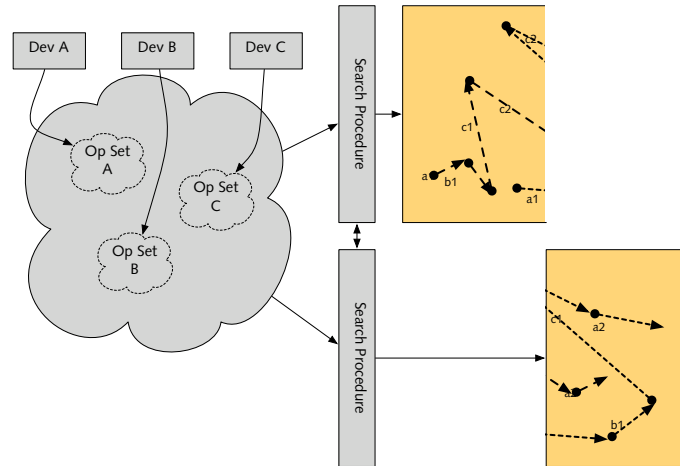 Dev A
Dev B
Dev C
Op Set
A
Op Set
B
Op Set
C
Search Procedure
Search Procedure
c2
c2
c1
a
b1
a1
c1
a2
b1